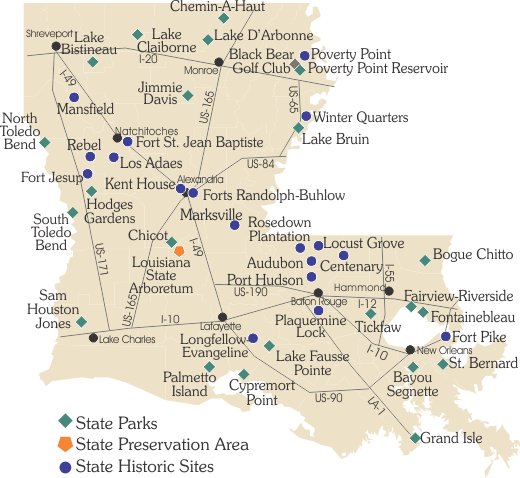 Chemin-A-Haut
Shreveport
Lake
Bistineau
Lake
Claiborne
Lake D'Arbonne
I-20
Monroe
Black Bear
Golf Club
Poverty Point
Poverty Point Reservoir
I-49
Mansfield
Jimmie
Davis
US-165
US-65
Winter Quarters
Lake Bruin
North
Toledo
Bend
Natchitoches
Fort St. Jean Baptiste
Rebel
Los Adaes
US-84
Fort Jesup
Kent House
Alexandria
Forts Randolph-Buhlow
Hodges
Gardens
Marksville
South
Toledo
Bend
Chicot
I-49
Rosedown
Plantation
Locust Grove
Louisiana
State
Arboretum
US-171
Audubon
Centenary
Port Hudson
I-55
Bogue Chitto
US-190
Hammond
Baton Rouge
I-12
Fairview-Riverside
Fontainebleau
Sam
Houston
Jones
US-165
I-10
Lafayette
Plaquemine
Lock
Tickfaw
Fort Pike
Lake Charles
Longfellow-
Evangeline
Lake Fausse
Pointe
I-10
New Orleans
St. Bernard
Palmetto
Island
Cypremort
Point
US-90
LA-1
Bayou
Segnette
Grand Isle
State Parks
State Preservation Area
State Historic Sites